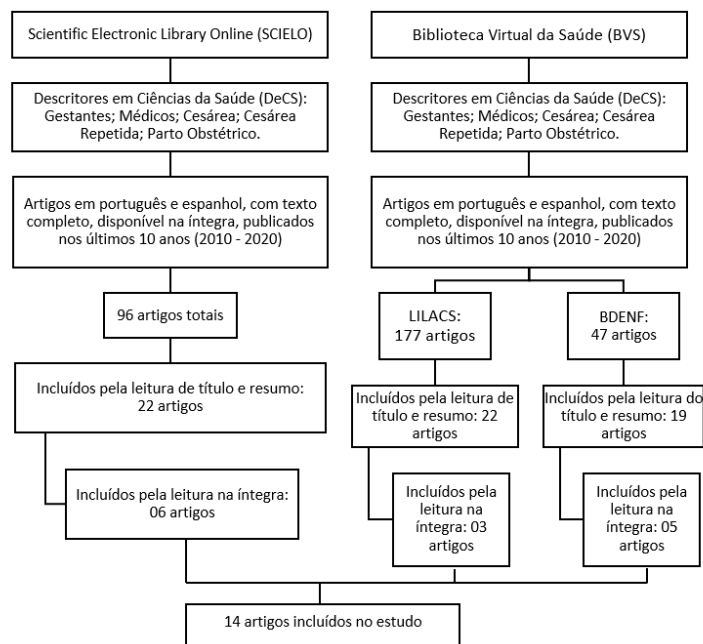 Scientific Electronic Library Online (SCIELO)
Descritores em Ciências da Saúde (DeCS):
Gestantes; Médicos; Cesárea; Cesárea
Repetida; Parto Obstétrico.
Artigos em português e espanhol, com texto
completo, disponível na íntegra, publicados
nos últimos 10 anos (2010 - 2020)
96 artigos totais
Incluídos pela leitura de título e resumo:
22 artigos
Incluídos pela leitura na íntegra:
06 artigos
Biblioteca Virtual da Saúde (BVS)
Descritores em Ciências da Saúde (DeCS):
Gestantes; Médicos; Cesárea; Cesárea
Repetida; Parto Obstétrico.
Artigos em português e espanhol, com texto
completo, disponível na íntegra, publicados
nos últimos 10 anos (2010 - 2020)
LILACS:
177 artigos
Incluídos pela leitura de
título e resumo: 22
artigos
Incluídos pela
leitura na
íntegra: 03
artigos
BDENF:
47 artigos
Incluídos pela leitura do
título e resumo: 19
artigos
Incluídos pela
leitura na
íntegra: 05
artigos
14 artigos incluídos no estudo